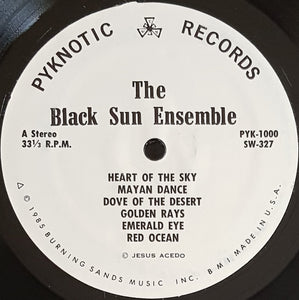 PYKNOTIC RECORDS
The
Black Sun Ensemble
A Stereo
33⅓ R.P.M.
PYK-1000
SW-327
HEART OF THE SKY
MAYAN DANCE
DOVE OF THE DESERT
GOLDEN RAYS
EMERALD EYE
RED OCEAN
© JESUS ACEDO
© 1985 BURNING SANDS MUSIC INC. BMI MADE IN U.S.A.